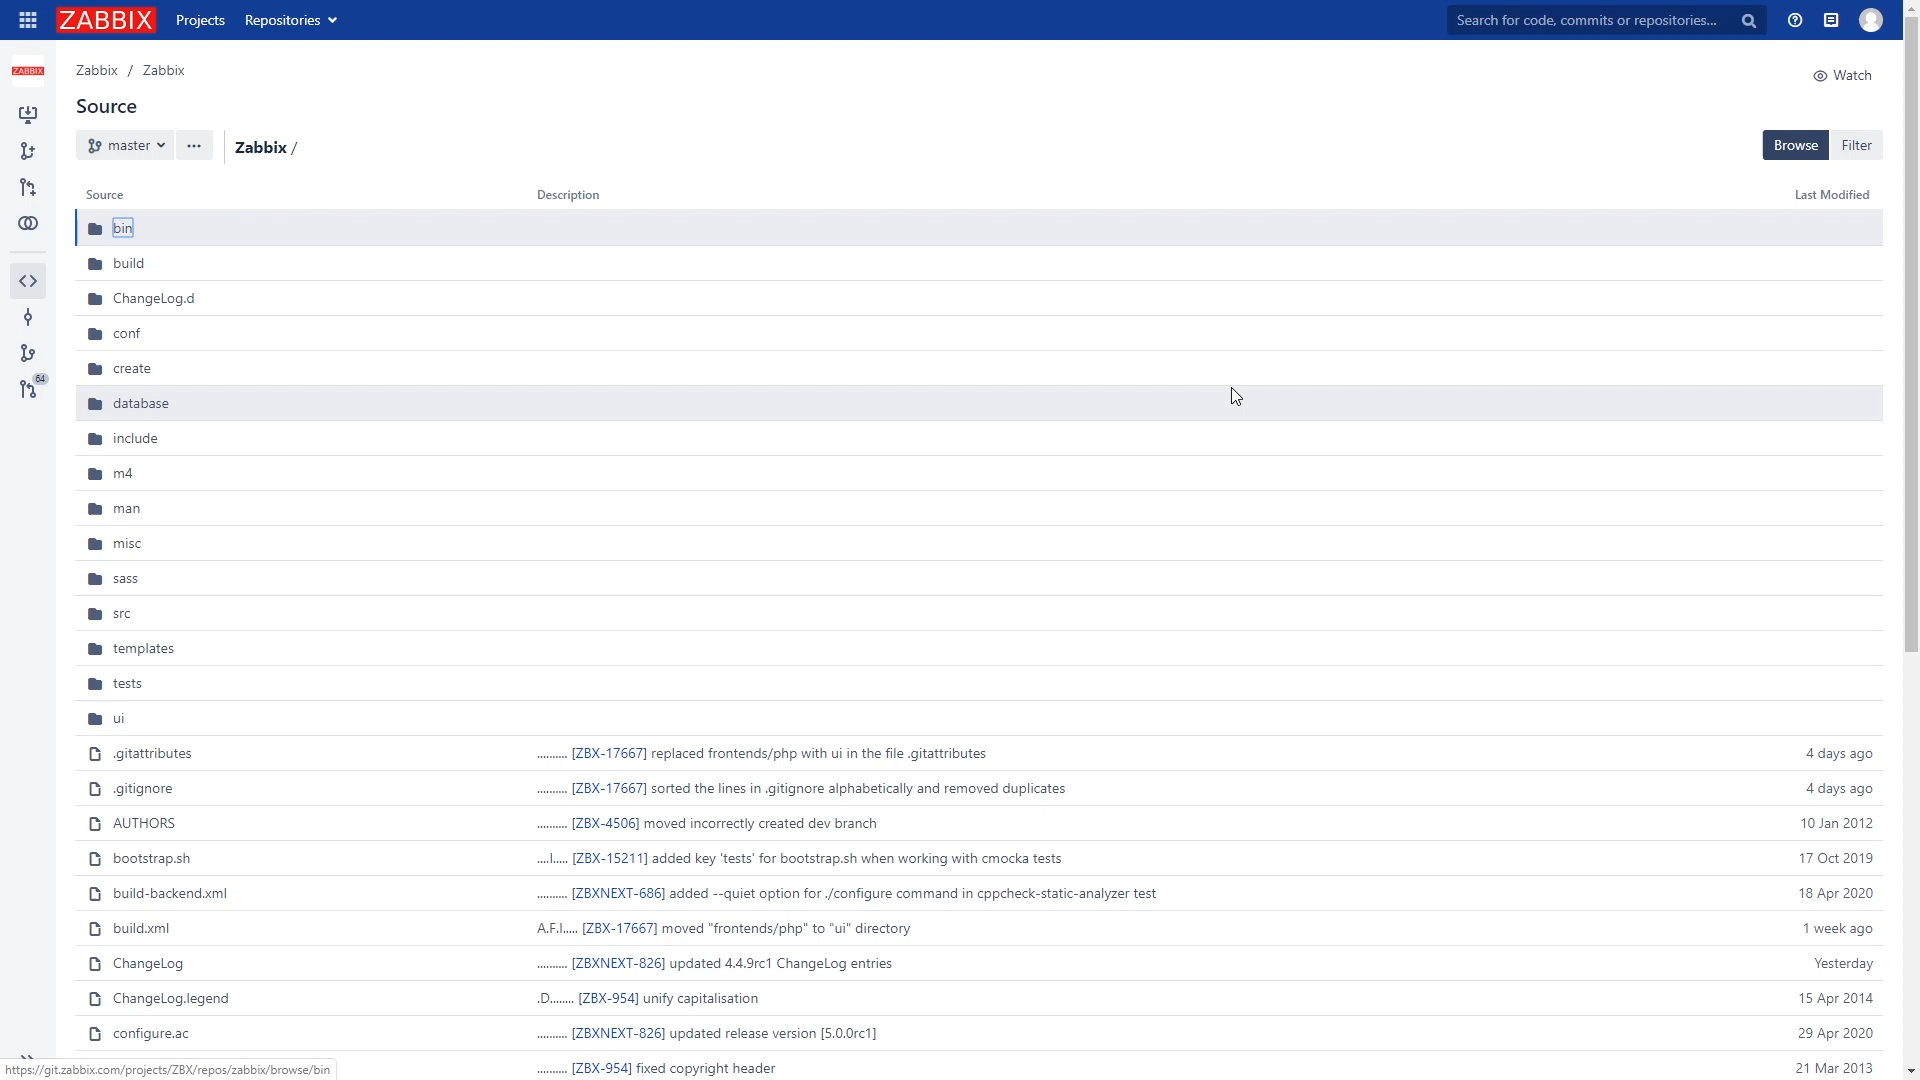 ZABBIX Projects Repositories Search for code, commits or repositories...
ZABBIX
Zabbix / Zabbix
Watch
Source
master ... Zabbix / Browse Filter
Source Description Last Modified
bin
build
ChangeLog.d
conf
create
64
database
include
m4
man
misc
sass
src
templates
tests
ui
.gitattributes .......... [ZBX-17667] replaced frontends/php with ui in the file .gitattributes 4 days ago
.gitignore .......... [ZBX-17667] sorted the lines in .gitignore alphabetically and removed duplicates 4 days ago
AUTHORS .......... [ZBX-4506] moved incorrectly created dev branch 10 Jan 2012
bootstrap.sh ....I..... [ZBX-15211] added key 'tests' for bootstrap.sh when working with cmocka tests 17 Oct 2019
build-backend.xml .......... [ZBXNEXT-686] added --quiet option for ./configure command in cppcheck-static-analyzer test 18 Apr 2020
build.xml A.F.I..... [ZBX-17667] moved "frontends/php" to "ui" directory 1 week ago
ChangeLog .......... [ZBXNEXT-826] updated 4.4.9rc1 ChangeLog entries Yesterday
ChangeLog.legend .D........ [ZBX-954] unify capitalisation 15 Apr 2014
configure.ac .......... [ZBXNEXT-826] updated release version [5.0.0rc1] 29 Apr 2020
.......... [ZBX-954] fixed copyright header 21 Mar 2013
https://git.zabbix.com/projects/ZBX/repos/zabbix/browse/bin